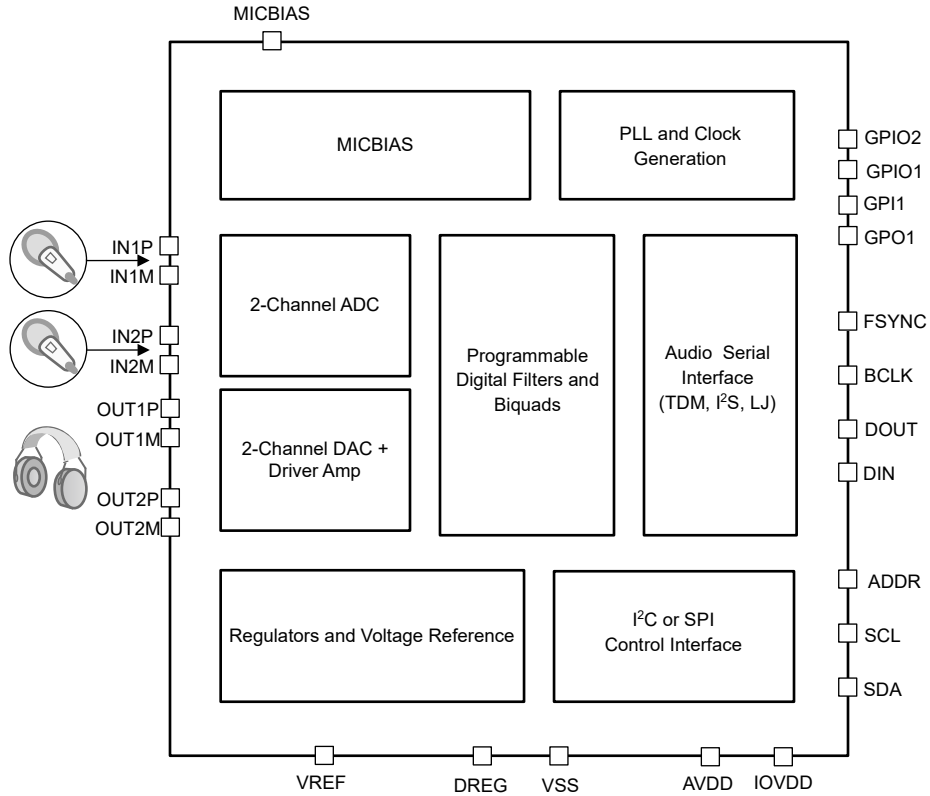 MICBIAS
MICBIAS
PLL and Clock
Generation
GPIO2
GPIO1
GPI1
GPO1
IN1P
IN1M
IN2P
IN2M
OUT1P
OUT1M
OUT2P
OUT2M
2-Channel ADC
2-Channel DAC +
Driver Amp
Programmable
Digital Filters and
Biquads
Audio Serial
Interface
(TDM, I²S, LJ)
FSYNC
BCLK
DOUT
DIN
Regulators and Voltage Reference
I²C or SPI
Control Interface
ADDR
SCL
SDA
VREF
DREG
VSS
AVDD
IOVDD